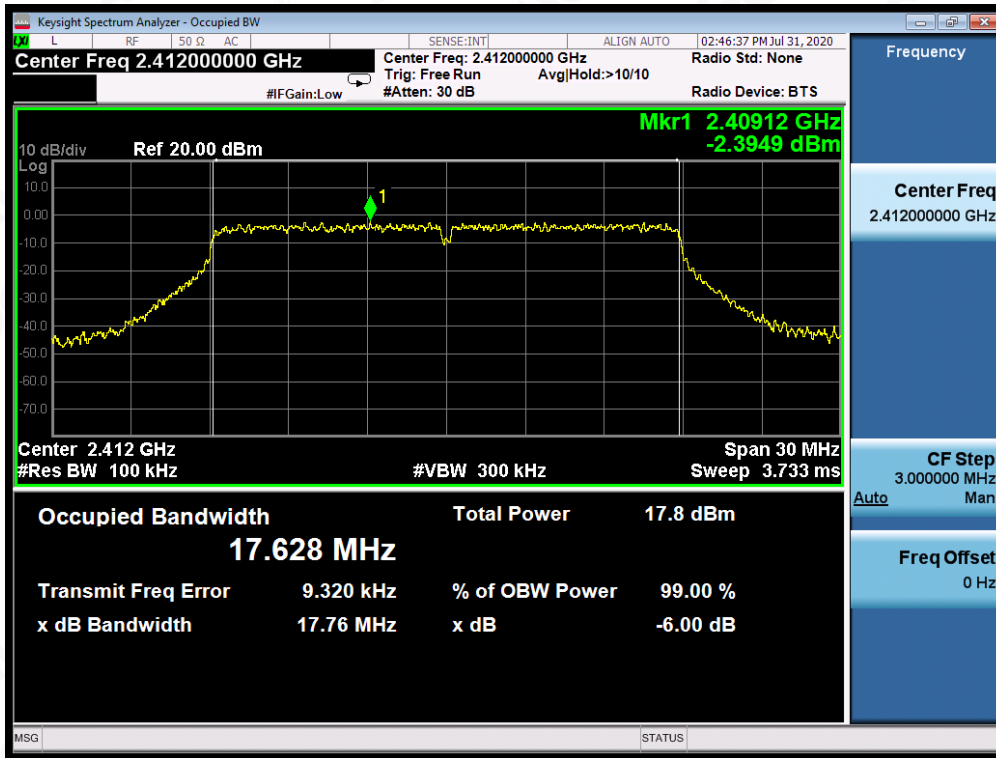 Keysight Spectrum Analyzer - Occupied BW
LXI L RF 50 Ω AC SENSE:INT ALIGN AUTO 02:46:37 PM Jul 31, 2020
Center Freq 2.412000000 GHz
Center Freq: 2.412000000 GHz
Radio Std: None
Trig: Free Run Avg|Hold:>10/10
#IFGain:Low
#Atten: 30 dB
Radio Device: BTS
Mkr1 2.40912 GHz
-2.3949 dBm
10 dB/div Ref 20.00 dBm
Log
10.0
0.00
-10.0
-20.0
-30.0
-40.0
-50.0
-60.0
-70.0
1
Center 2.412 GHz Span 30 MHz
#Res BW 100 kHz #VBW 300 kHz Sweep 3.733 ms
Occupied Bandwidth Total Power 17.8 dBm
17.628 MHz
Transmit Freq Error 9.320 kHz % of OBW Power 99.00 %
x dB Bandwidth 17.76 MHz x dB -6.00 dB
Frequency
Center Freq
2.412000000 GHz
CF Step
3.000000 MHz
Auto Man
Freq Offset
0 Hz
MSG STATUS